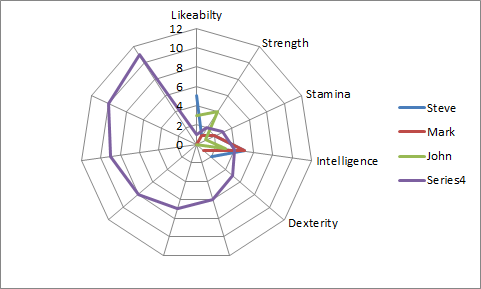 Likeabilty
12
10
8
6
4
2
0
Strength
Stamina
Intelligence
Dexterity
Steve
Mark
John
Series4